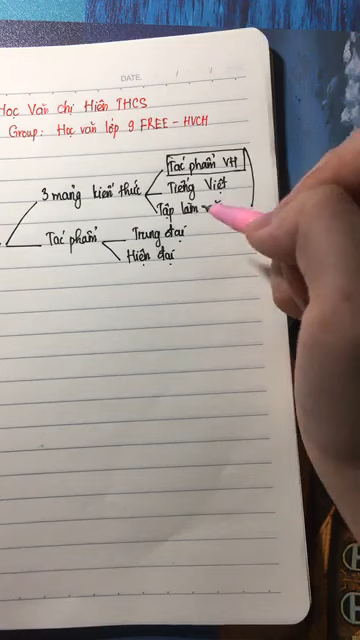 DATE
Học Văn chị Hiên THCS
Group: Học văn lớp 9 FREE - HVCH
3 mảng kiến thức
Tác phẩm VH
Tiếng Việt
Tập làm
Tác phẩm
Trung đại
Hiện đại